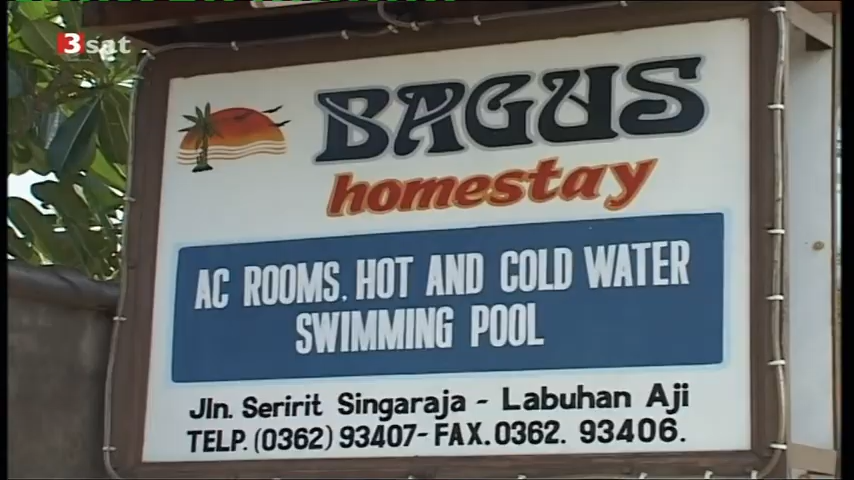 3sat
BAGUS
homestay
AC ROOMS. HOT AND COLD WATER
SWIMMING POOL
Jln. Seririt Singaraja - Labuhan Aji
TELP. (0362) 93407-FAX. 0362. 93406.